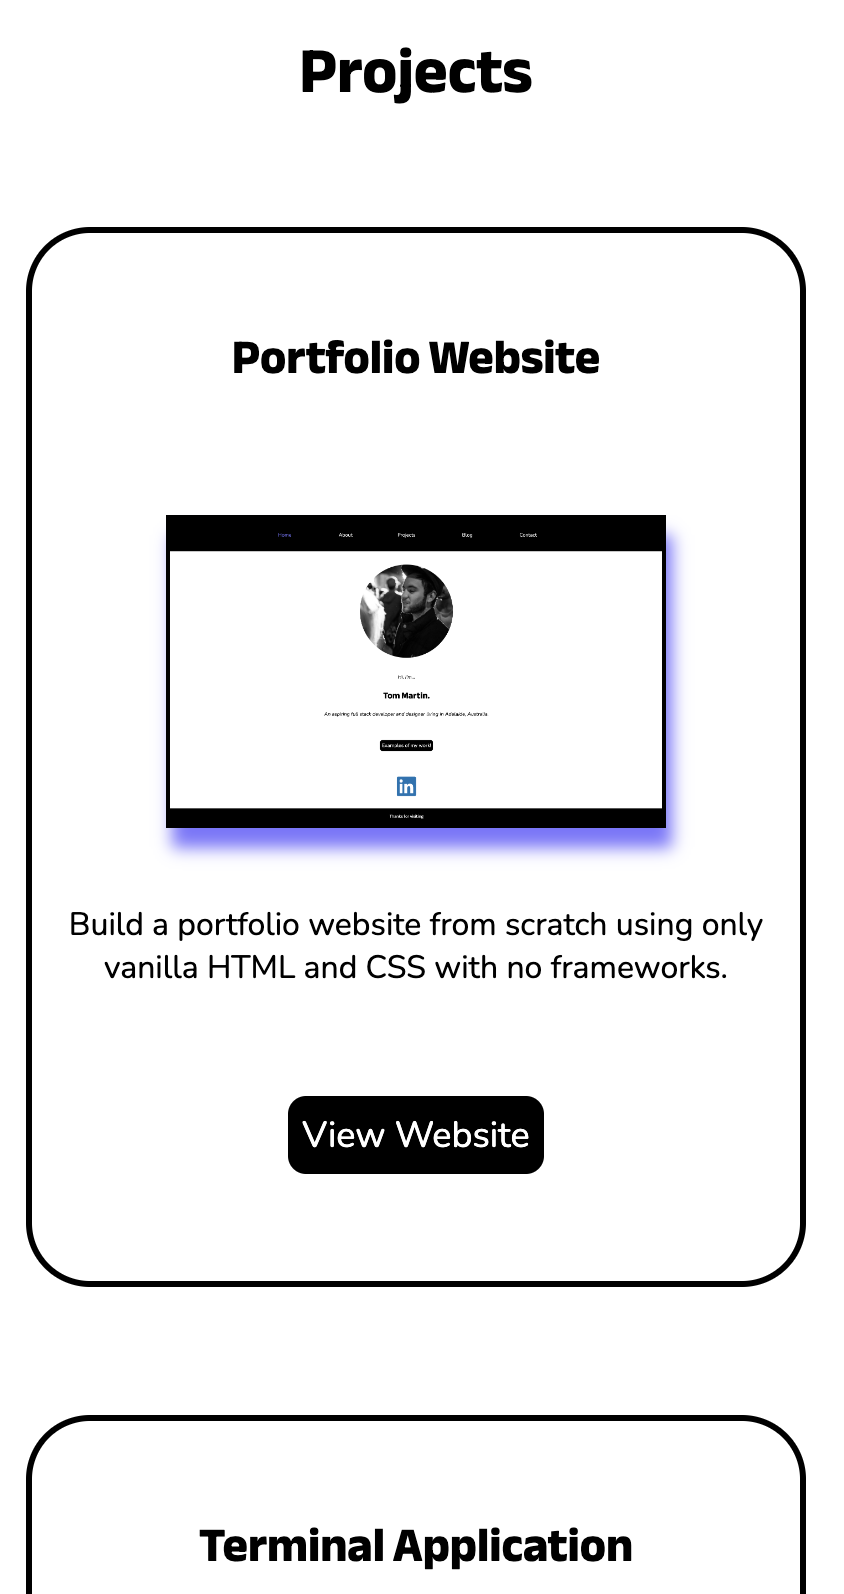 Projects
Portfolio Website
Home About Projects Blog Contact
Hi, I'm...
Tom Martin.
An aspiring full stack developer and designer living in Adelaide, Australia.
Examples of my work!
in
Thanks for visiting
Build a portfolio website from scratch using only
vanilla HTML and CSS with no frameworks.
View Website
Terminal Application